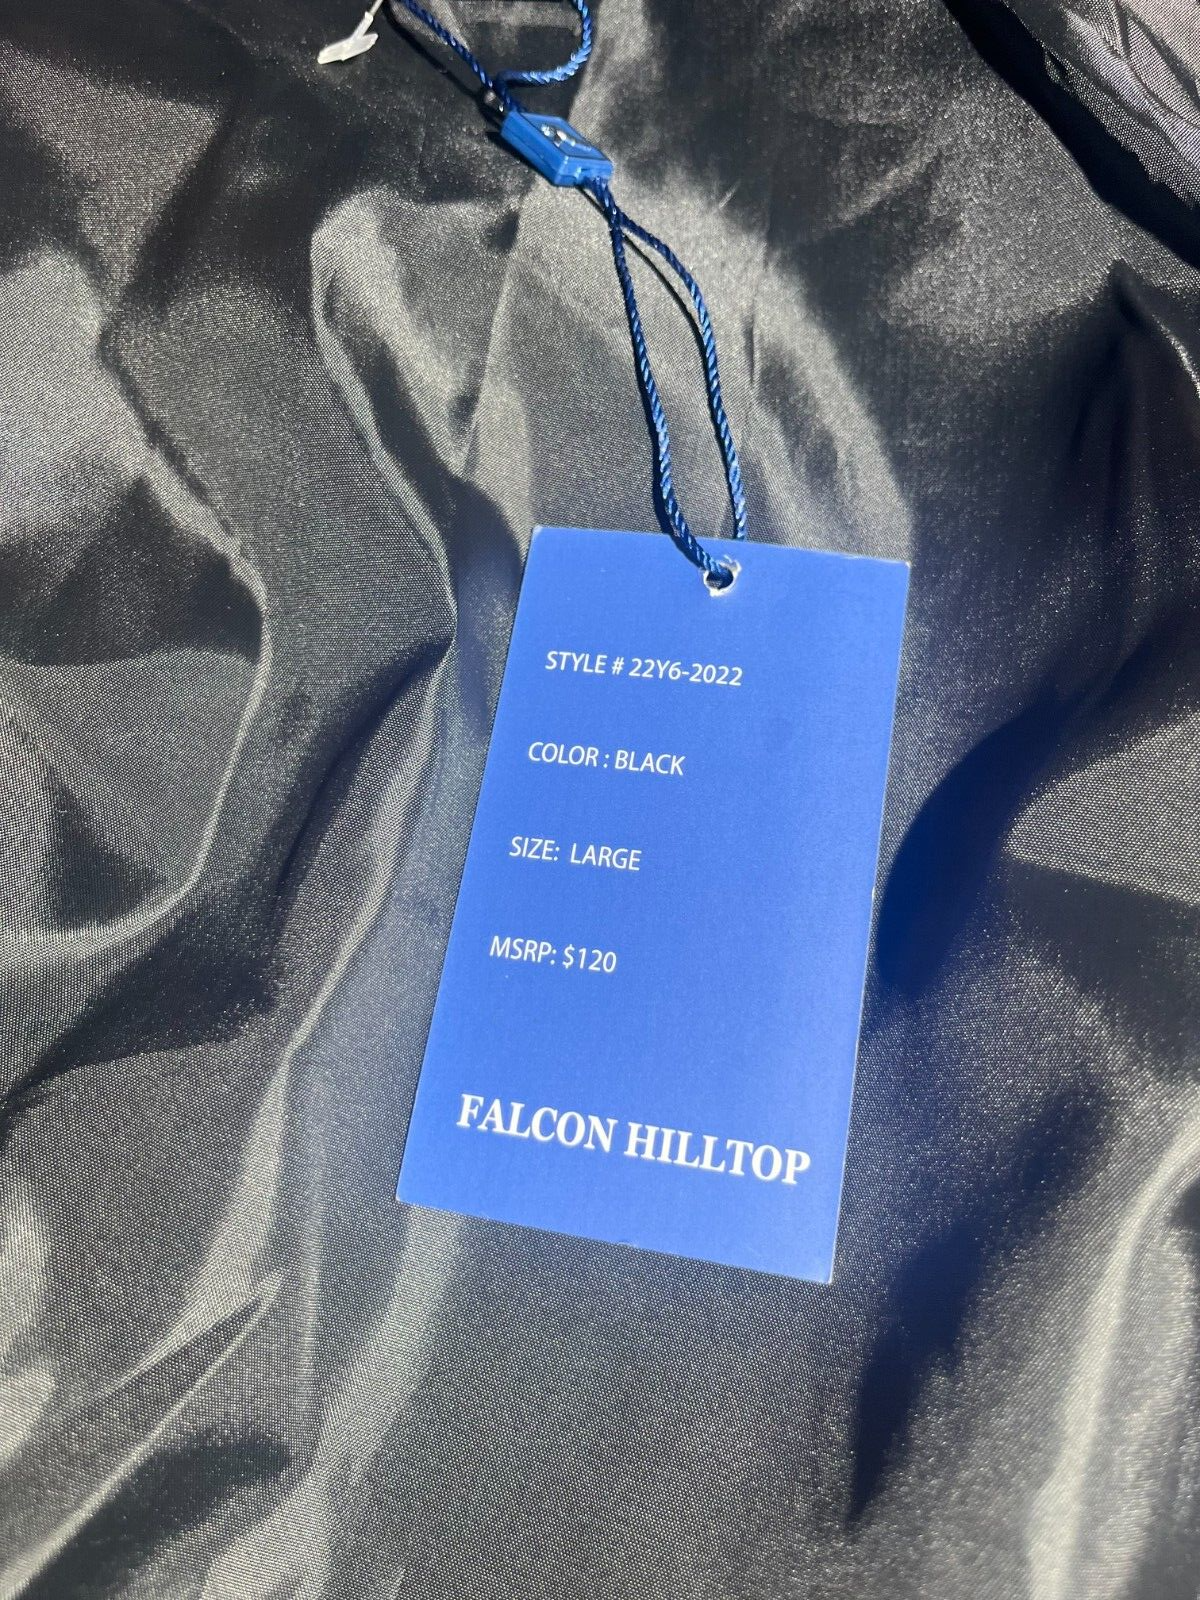 STYLE # 22Y6-2022
COLOR : BLACK
SIZE: LARGE
MSRP: $120
FALCON HILLTOP